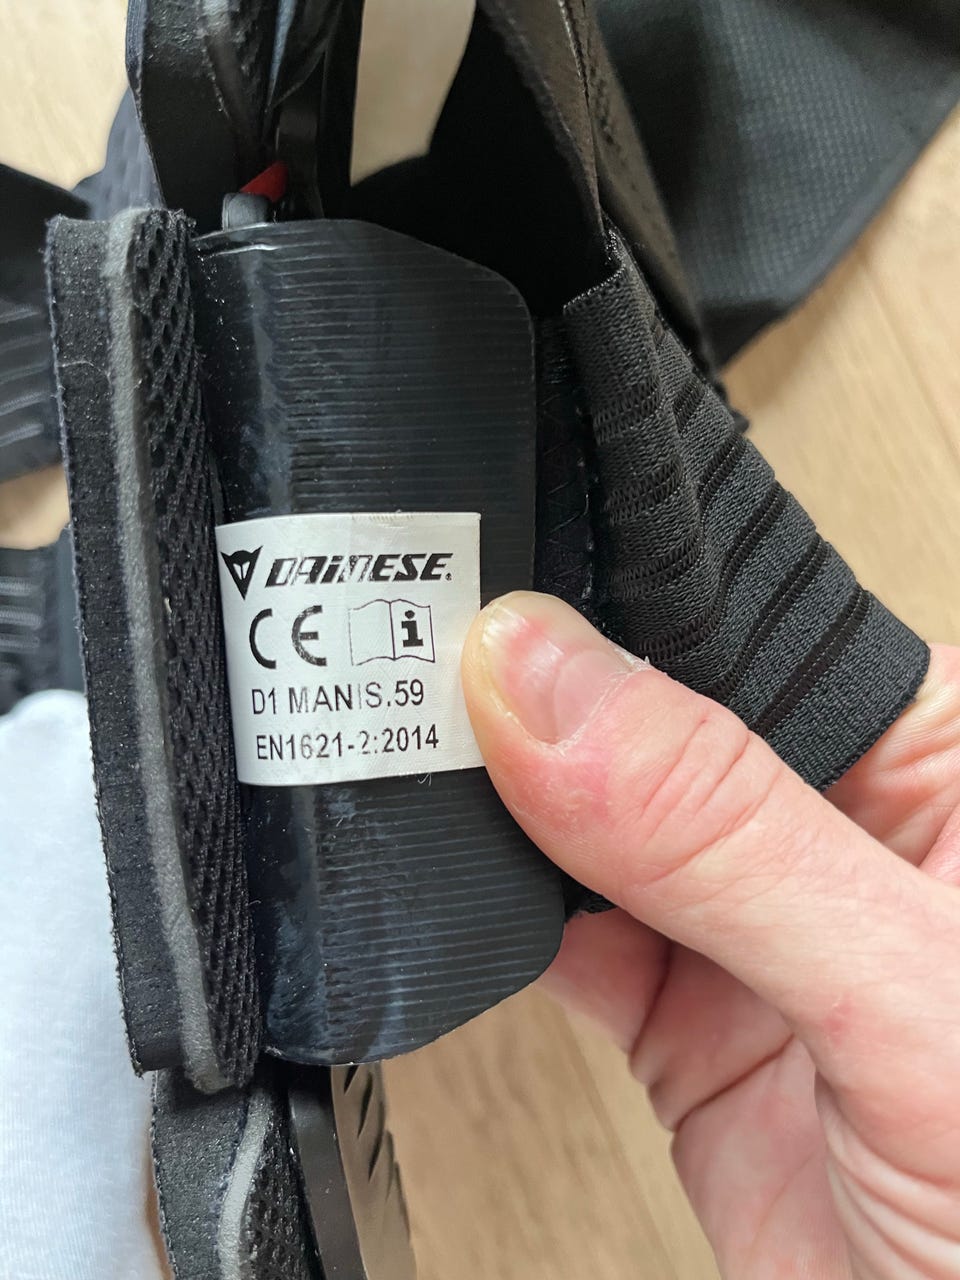 DAINESE
CE i
D1 MANIS.59
EN1621-2:2014